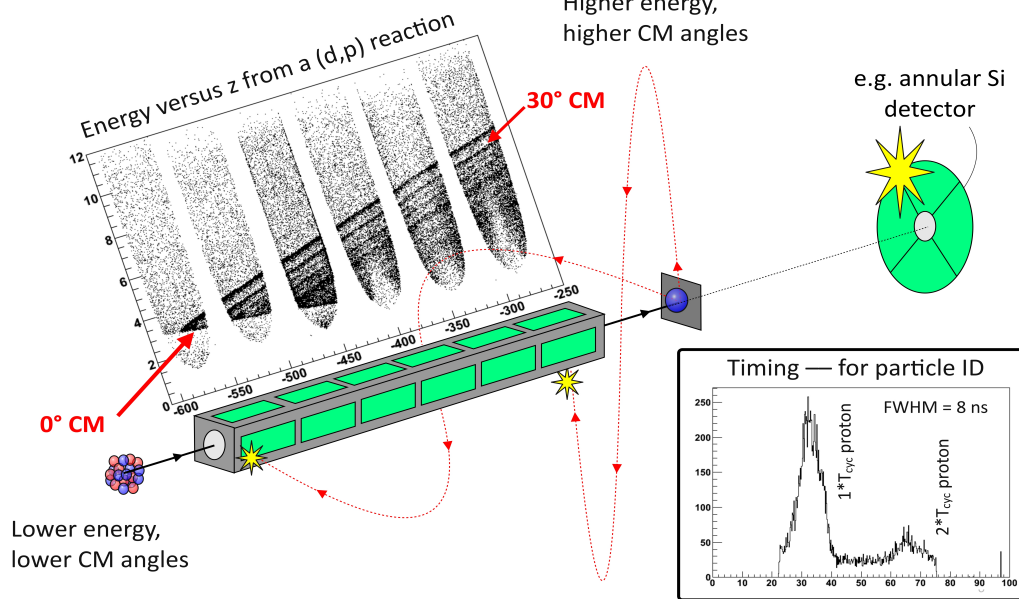 Higher energy,
higher CM angles
Energy versus z from a (d,p) reaction
e.g. annular Si
detector
30° CM
12
10
8
6
4
2
0
-600
-550
-500
-450
-400
-350
-300
-250
0° CM
Lower energy,
lower CM angles
Timing — for particle ID
FWHM = 8 ns
1*Tcyc proton
2*Tcyc proton
250
200
150
100
50
0
0 10 20 30 40 50 60 70 80 90 100